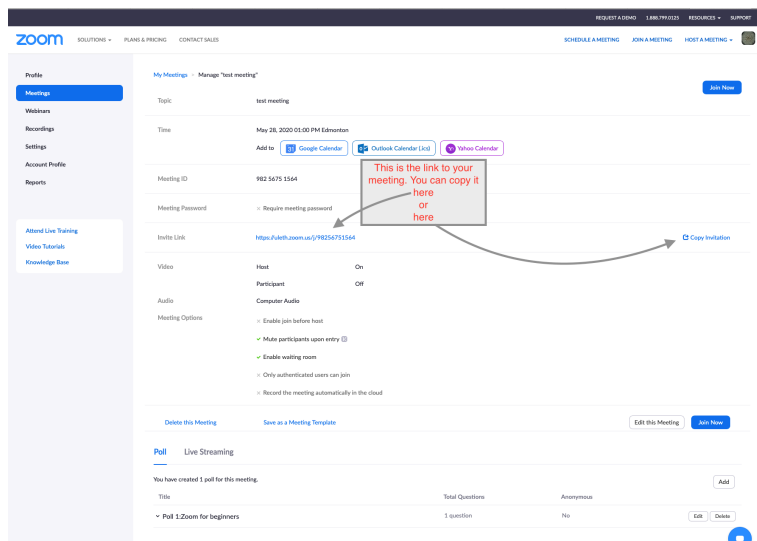 REQUEST A DEMO 1.888.799.0125 RESOURCES SUPPORT
zoom SOLUTIONS PLANS & PRICING CONTACT SALES SCHEDULE A MEETING JOIN A MEETING HOST A MEETING
Profile
Meetings
Webinars
Recordings
Settings
Account Profile
Reports
Attend Live Training
Video Tutorials
Knowledge Base
My Meetings > Manage "test meeting"
Join Now
Topic test meeting
Time May 28, 2020 01:00 PM Edmonton
Add to 31 Google Calendar Outlook Calendar (.ics) Yahoo Calendar
This is the link to your
meeting. You can copy it
here
or
here
Meeting ID 982 5675 1564
Meeting Password × Require meeting password
Invite Link https://uleth.zoom.us/j/98256751564 Copy Invitation
Video Host On
Participant Off
Audio Computer Audio
Meeting Options × Enable join before host
✓ Mute participants upon entry
✓ Enable waiting room
× Only authenticated users can join
× Record the meeting automatically in the cloud
Delete this Meeting Save as a Meeting Template Edit this Meeting Join Now
Poll Live Streaming
You have created 1 poll for this meeting. Add
Title Total Questions Anonymous
Poll 1:Zoom for beginners 1 question No Edit Delete